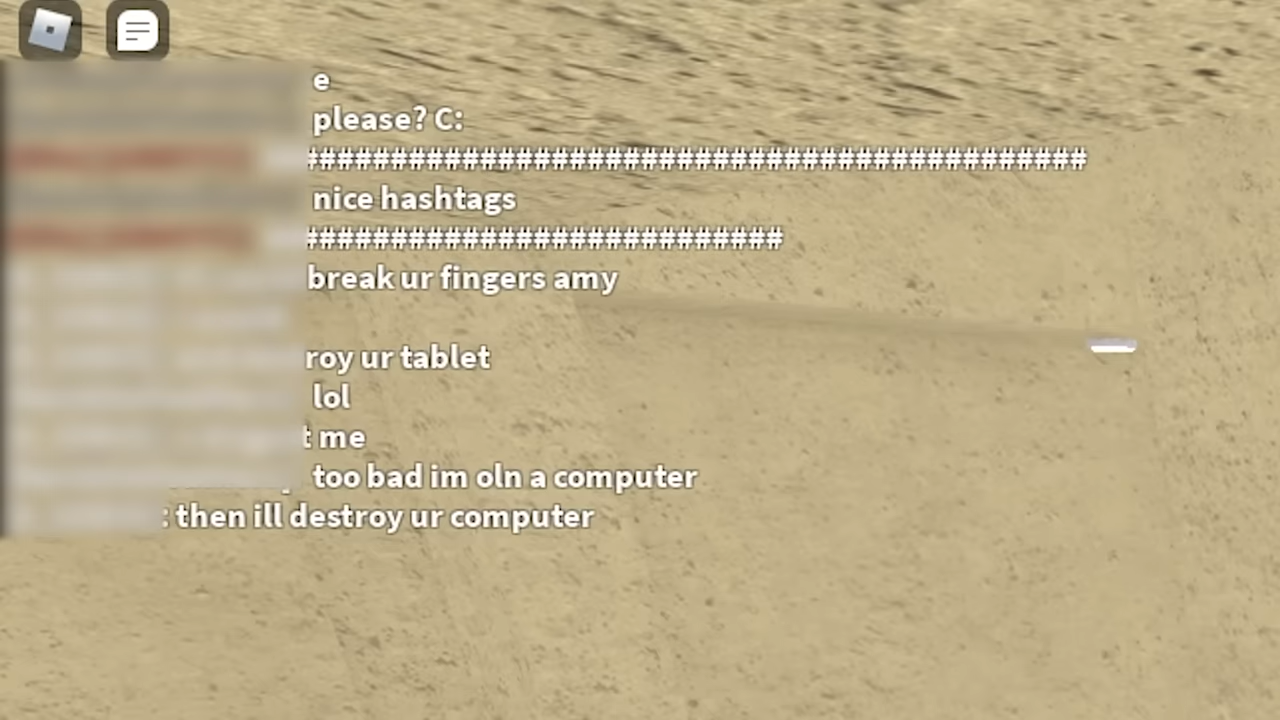 e
please? C:
###########################################
nice hashtags
##########################
break ur fingers amy
ur tablet
lol
me
too bad im oln a computer
: then ill destroy ur computer